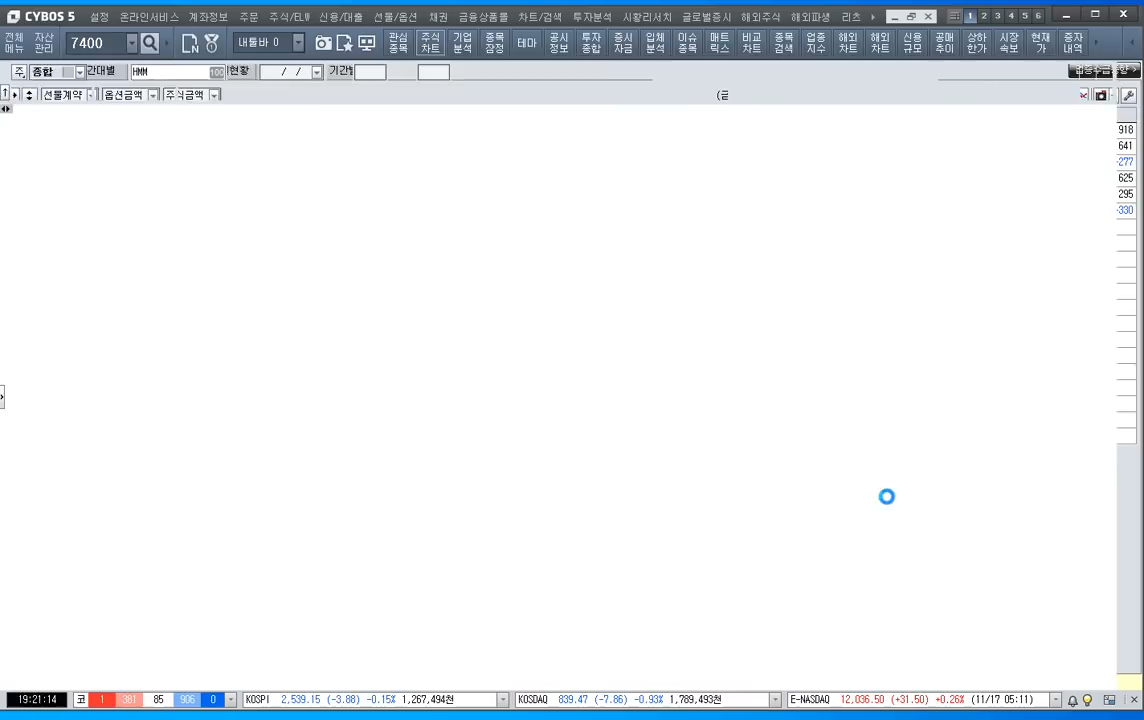 CYBOS 5 설정 온라인서비스 계좌정보 주문 주식/ELW 신용/대출 선물/옵션 채권 금융상품몰 차트/검색 투자분석 시황리서치 글로벌증시 해외주식 해외파생 리츠 1 2 3 4 5 6
전체 메뉴 자산 관리 7400 내툴바 0 관심 종목 주식 차트 기업 분석 종목 잠정 테마 공시 정보 투자 종합 증시 자금 입체 분석 이슈 종목 매트 릭스 비교 차트 종목 검색 업종 지수 해외 차트 해외 차트 신용 규모 공매 추이 상하 한가 시장 속보 현재 가 증자 내역
주 종합 간대별 HMM 100 현황 / / 기간
선물계약 옵션금액 주식금액 (금
918
641
-277
625
295
-330
19:21:14 코 1 381 85 906 0 KOSPI 2,539.15 (-3.88) -0.15% 1,267,494천 KOSDAQ 839.47 (-7.86) -0.93% 1,789,493천 E-NASDAQ 12,036.50 (+31.50) +0.26% (11/17 05:11)